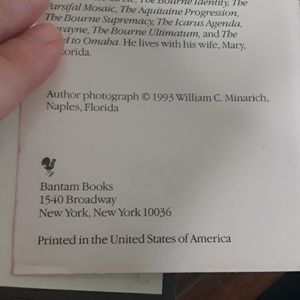 The Bourne Identity, The
Parsifal Mosaic, The Aquitaine Progression,
The Bourne Supremacy, The Icarus Agenda,
The Bourne Ultimatum, and The
to Omaha. He lives with his wife, Mary,
Florida.
Author photograph © 1993 William C. Minarich,
Naples, Florida
Bantam Books
1540 Broadway
New York, New York 10036
Printed in the United States of America